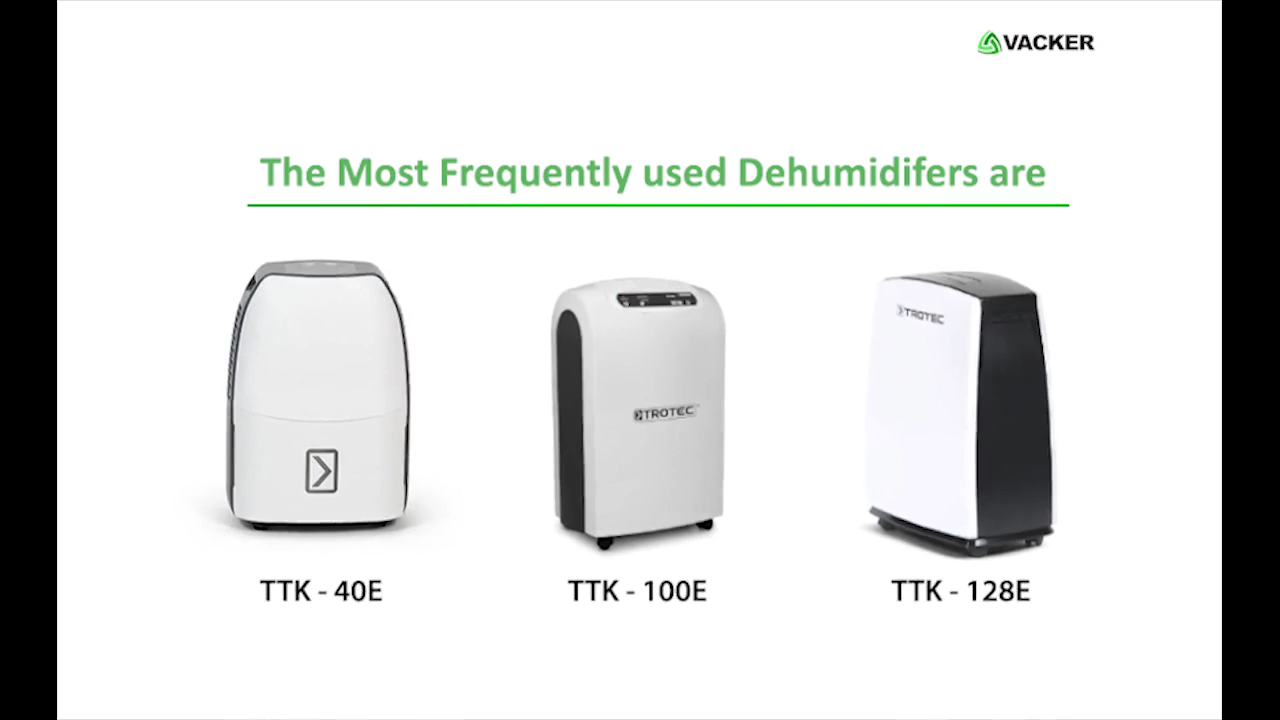 VACKER
The Most Frequently used Dehumidifers are
TROTEC
TROTEC
TTK - 40E
TTK - 100E
TTK - 128E